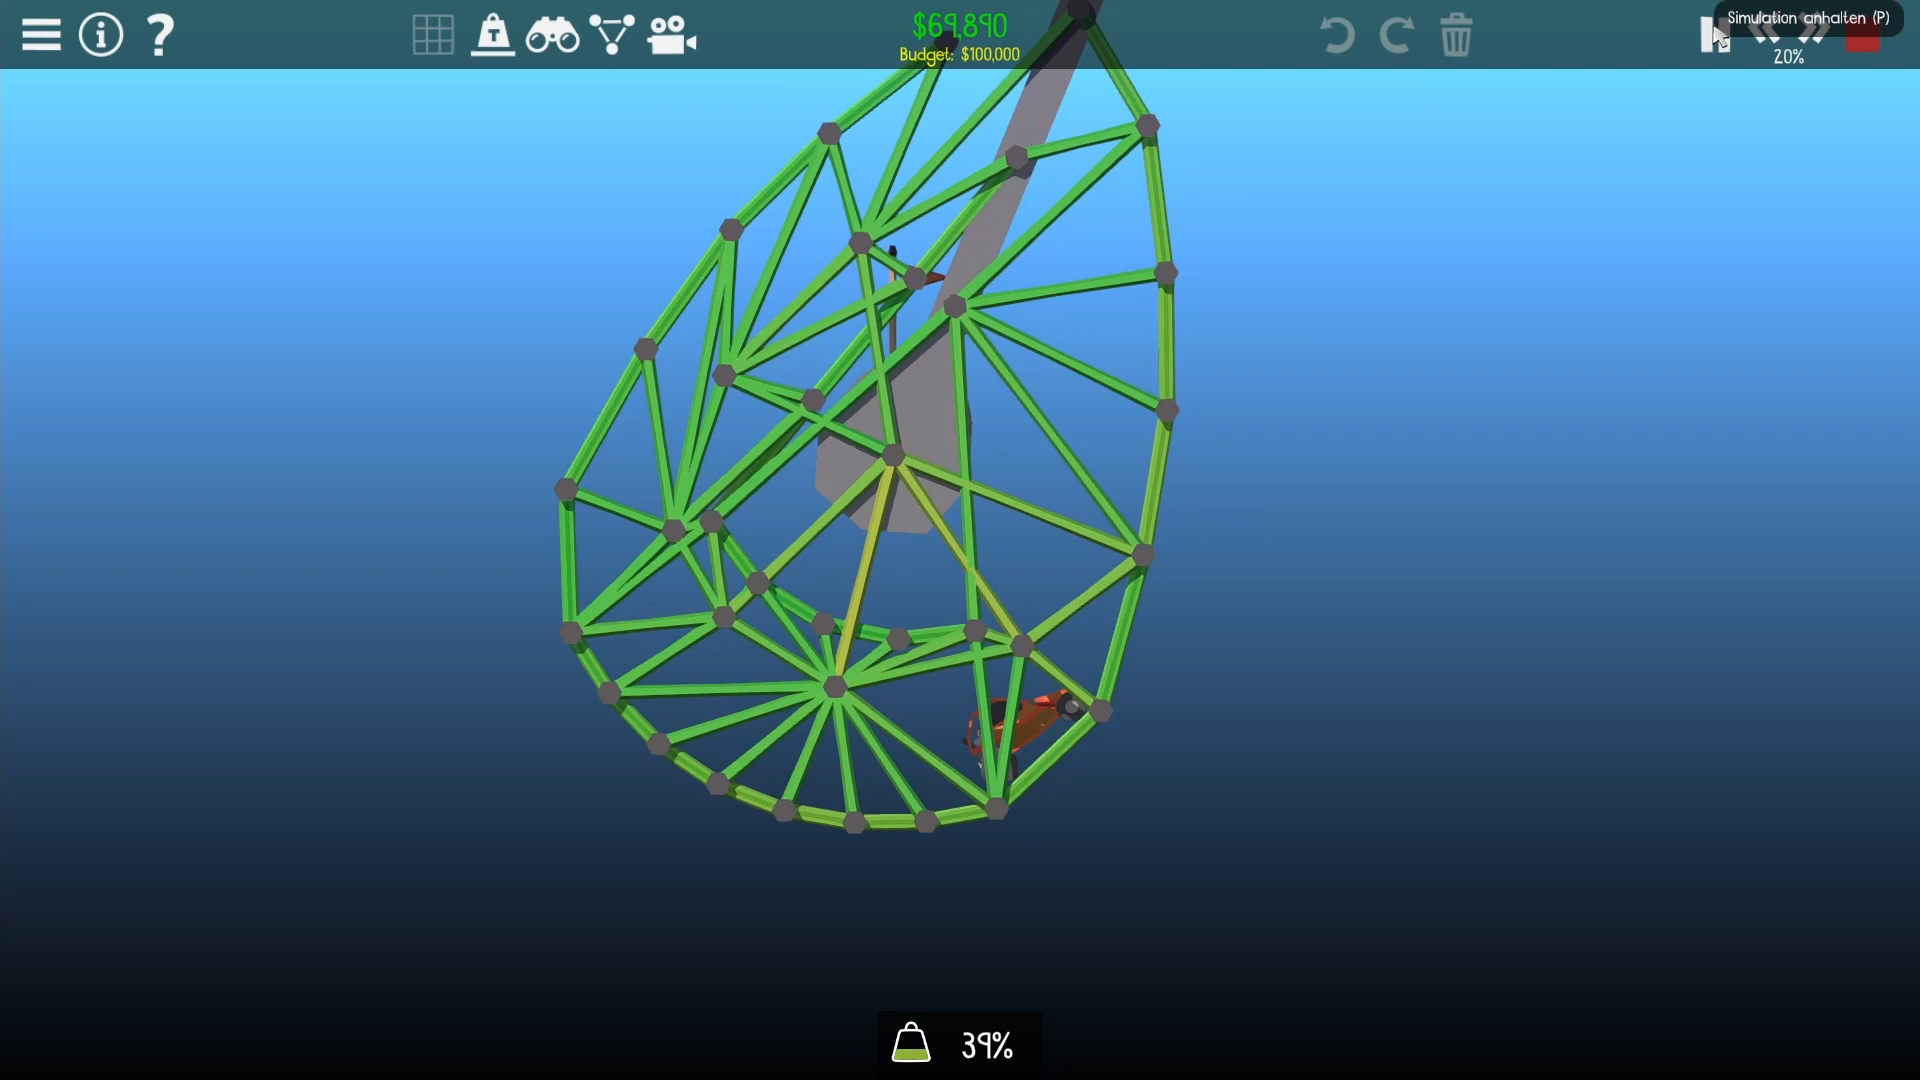 $69,890
Budget: $100,000
Simulation anhalten (P)
20%
39%